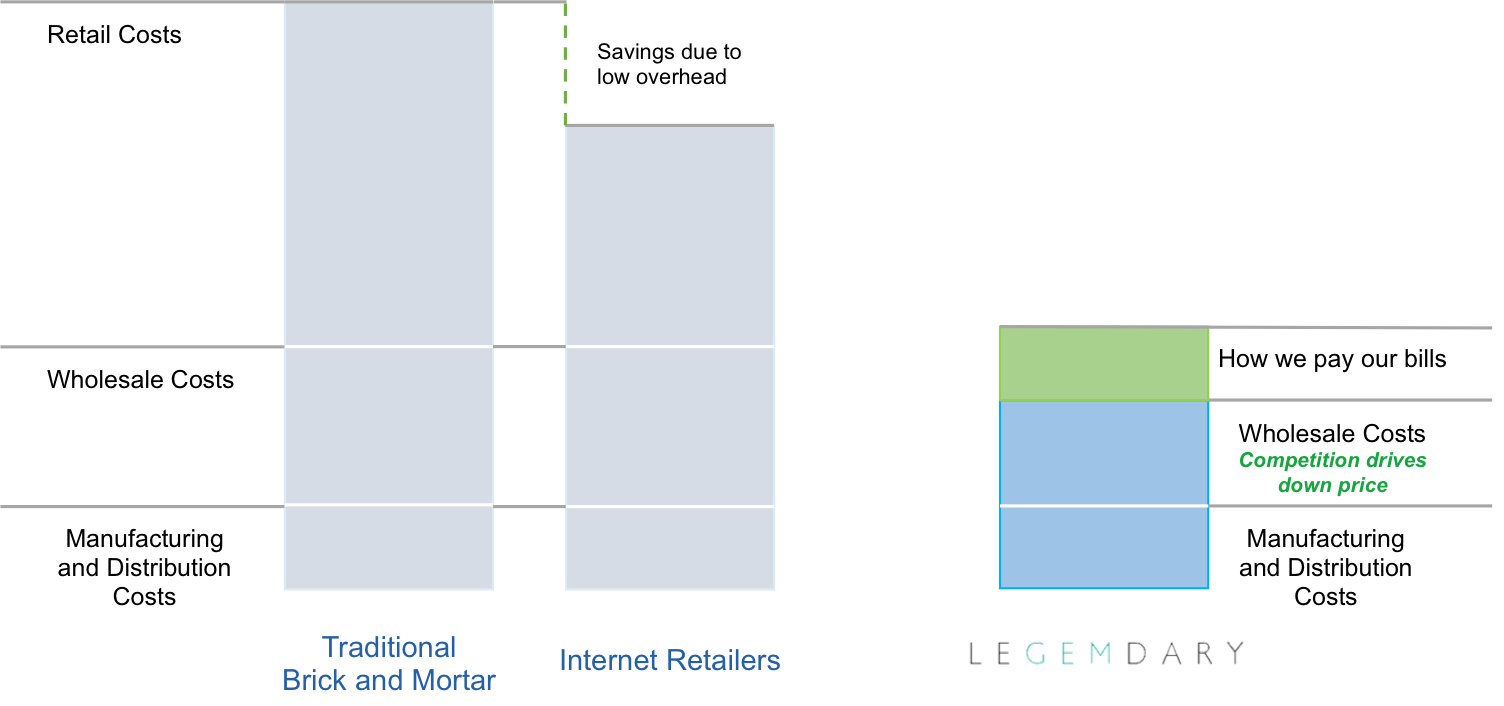 Retail Costs
Savings due to
low overhead
How we pay our bills
Wholesale Costs
Wholesale Costs
Competition drives
down price
Manufacturing
and Distribution
Costs
Manufacturing
and Distribution
Costs
Traditional
Brick and Mortar
Internet Retailers
LEGEMDARY